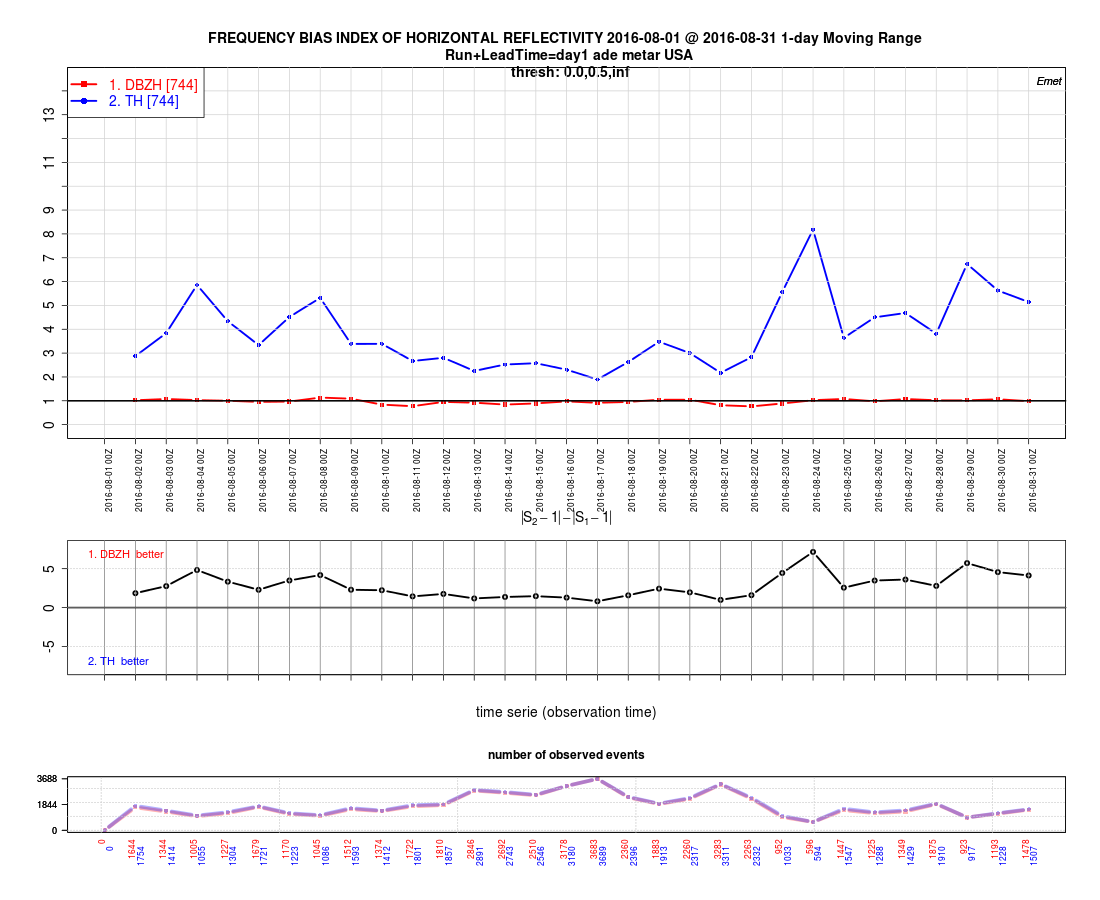 FREQUENCY BIAS INDEX OF HORIZONTAL REFLECTIVITY 2016-08-01 @ 2016-08-31 1-day Moving Range
Run+LeadTime=day1 ade metar USA
thresh: 0.0,0.5,inf
1. DBZH [744]
2. TH [744]
Emet
13
11
9
8
7
6
5
4
3
2
1
0
2016-08-01 00Z
2016-08-02 00Z
2016-08-03 00Z
2016-08-04 00Z
2016-08-05 00Z
2016-08-06 00Z
2016-08-07 00Z
2016-08-08 00Z
2016-08-09 00Z
2016-08-10 00Z
2016-08-11 00Z
2016-08-12 00Z
2016-08-13 00Z
2016-08-14 00Z
2016-08-15 00Z
2016-08-16 00Z
2016-08-17 00Z
2016-08-18 00Z
2016-08-19 00Z
2016-08-20 00Z
2016-08-21 00Z
2016-08-22 00Z
2016-08-23 00Z
2016-08-24 00Z
2016-08-25 00Z
2016-08-26 00Z
2016-08-27 00Z
2016-08-28 00Z
2016-08-29 00Z
2016-08-30 00Z
2016-08-31 00Z
|S₂ − 1| − |S₁ − 1|
1. DBZH better
5
0
-5
2. TH better
time serie (observation time)
number of observed events
3688
1844
0
0 0
1644 1754
1344 1414
1005 1055
1227 1304
1679 1721
1170 1223
1045 1086
1512 1593
1374 1412
1722 1801
1810 1857
2846 2891
2692 2743
2510 2546
3178 3180
3683 3689
2360 2396
1883 1913
2260 2317
3283 3311
2263 2332
952 1033
596 594
1447 1547
1225 1288
1349 1429
1875 1910
923 917
1193 1228
1478 1507